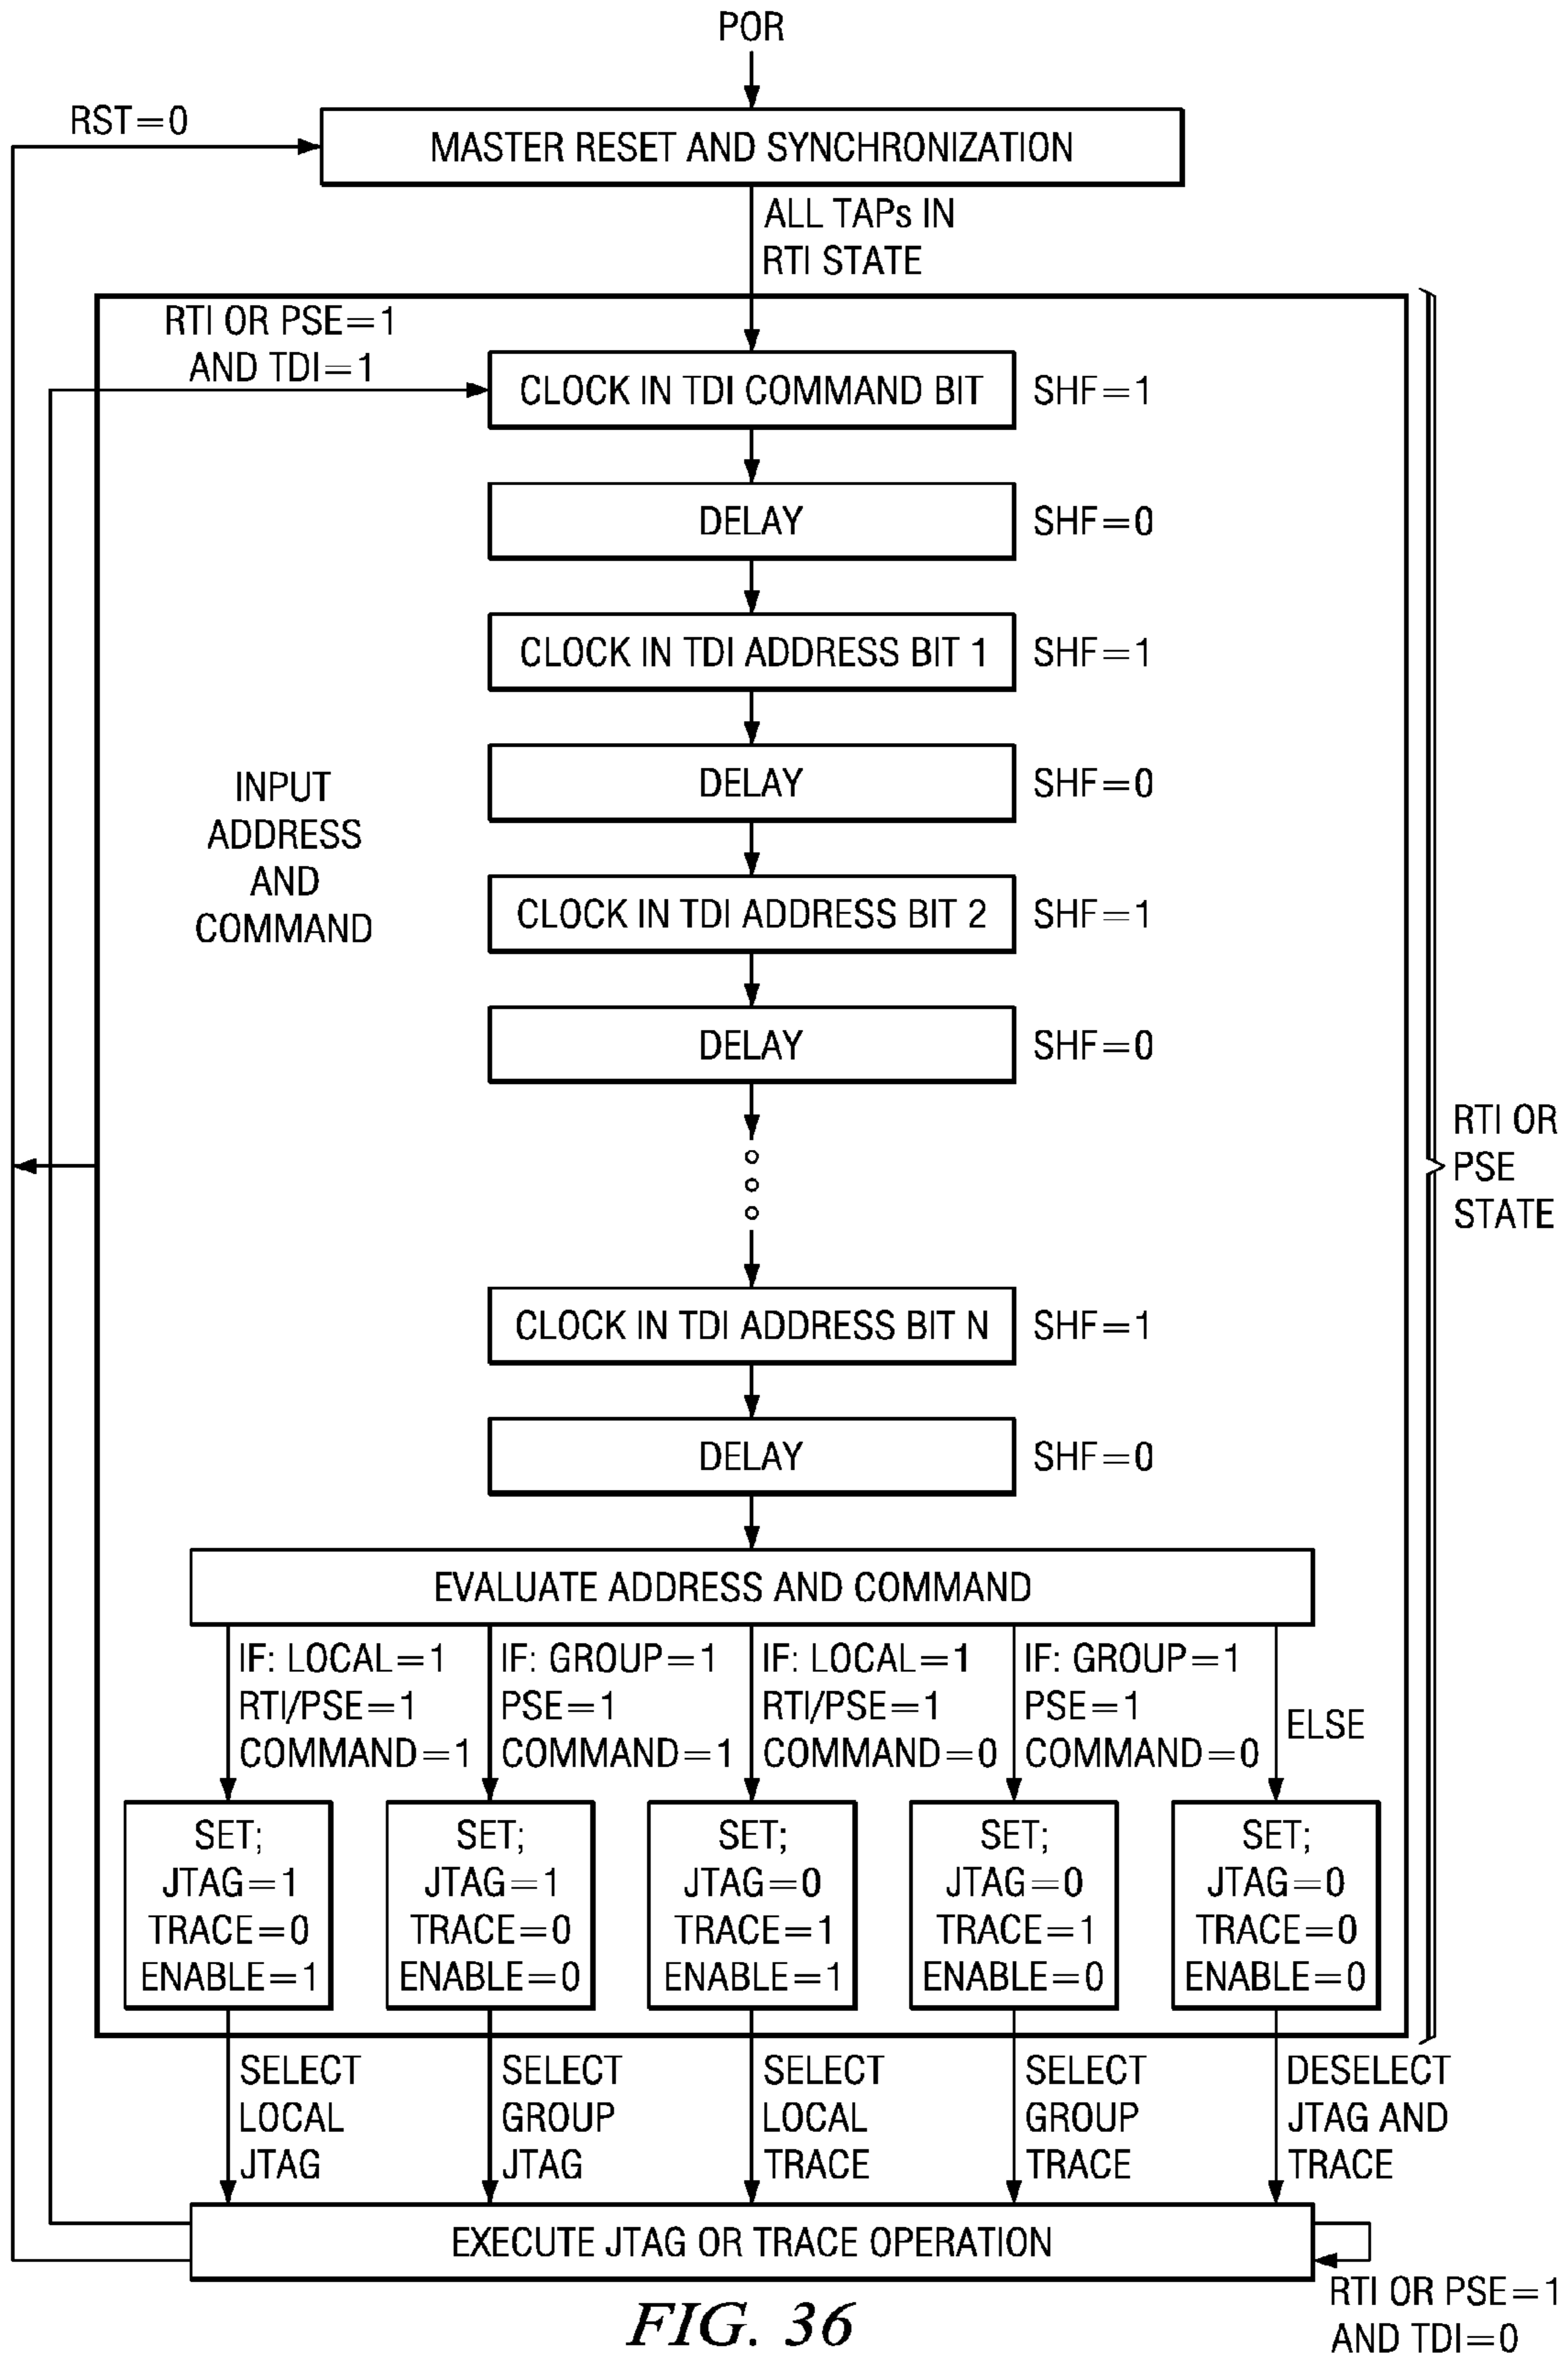 POR
RST=0
MASTER RESET AND SYNCHRONIZATION
ALL TAPs IN
RTI STATE
RTI OR PSE=1
AND TDI=1
CLOCK IN TDI COMMAND BIT
SHF=1
DELAY
SHF=0
CLOCK IN TDI ADDRESS BIT 1
SHF=1
DELAY
SHF=0
INPUT
ADDRESS
AND
COMMAND
CLOCK IN TDI ADDRESS BIT 2
SHF=1
DELAY
SHF=0
RTI OR
PSE
STATE
CLOCK IN TDI ADDRESS BIT N
SHF=1
DELAY
SHF=0
EVALUATE ADDRESS AND COMMAND
IF: LOCAL=1
RTI/PSE=1
COMMAND=1
IF: GROUP=1
PSE=1
COMMAND=1
IF: LOCAL=1
RTI/PSE=1
COMMAND=0
IF: GROUP=1
PSE=1
COMMAND=0
ELSE
SET;
JTAG=1
TRACE=0
ENABLE=1
SET;
JTAG=1
TRACE=0
ENABLE=0
SET;
JTAG=0
TRACE=1
ENABLE=1
SET;
JTAG=0
TRACE=1
ENABLE=0
SET;
JTAG=0
TRACE=0
ENABLE=0
SELECT
LOCAL
JTAG
SELECT
GROUP
JTAG
SELECT
LOCAL
TRACE
SELECT
GROUP
TRACE
DESELECT
JTAG AND
TRACE
EXECUTE JTAG OR TRACE OPERATION
RTI OR PSE=1
AND TDI=0
FIG. 36